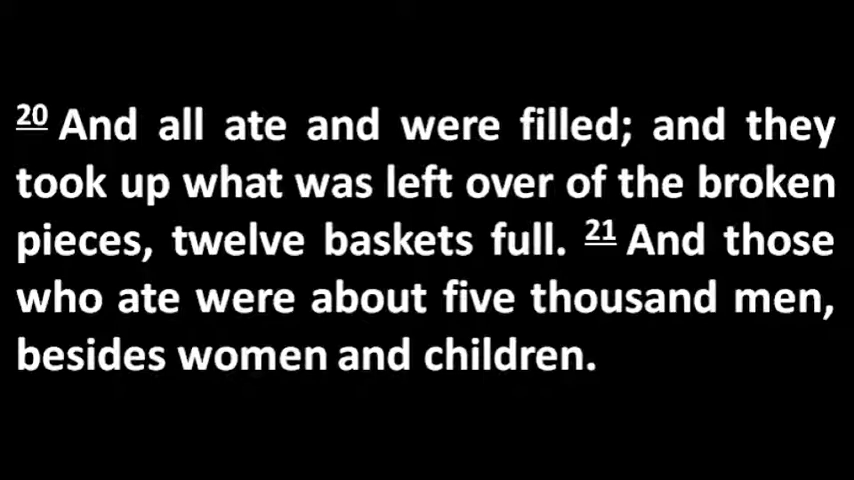 20 And all ate and were filled; and they
took up what was left over of the broken
pieces, twelve baskets full. 21 And those
who ate were about five thousand men,
besides women and children.